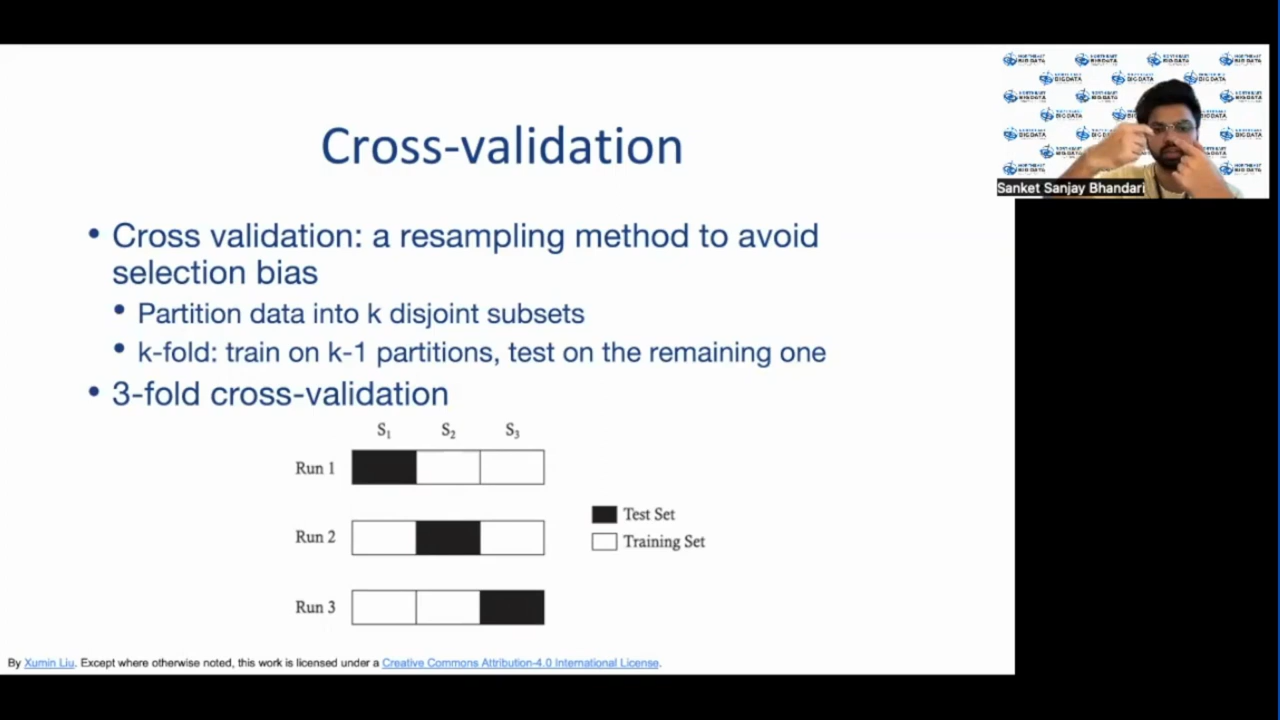 Cross-validation
• Cross validation: a resampling method to avoid
selection bias
• Partition data into k disjoint subsets
• k-fold: train on k-1 partitions, test on the remaining one
• 3-fold cross-validation
S1 S2 S3
Run 1
Run 2
Run 3
Test Set
Training Set
By Xumin Liu. Except where otherwise noted, this work is licensed under a Creative Commons Attribution-4.0 International License.
NORTHEAST
BIG DATA
Sanket Sanjay Bhandari